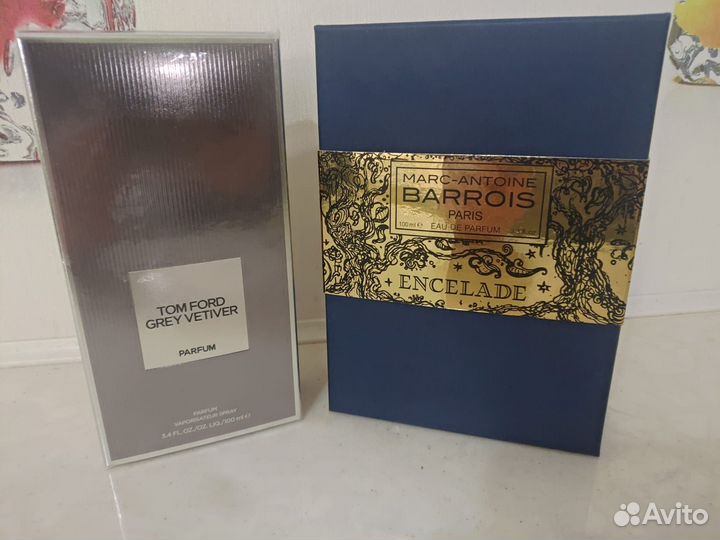 TOM FORD
GREY VETIVER
PARFUM
PARFUM
VAPORISATEUR SPRAY
3.4 FL. OZ./OZ. LIQ./100 ml e
MARC-ANTOINE
BARROIS
PARIS
100 ml e EAU DE PARFUM
ENCELADE
Avito